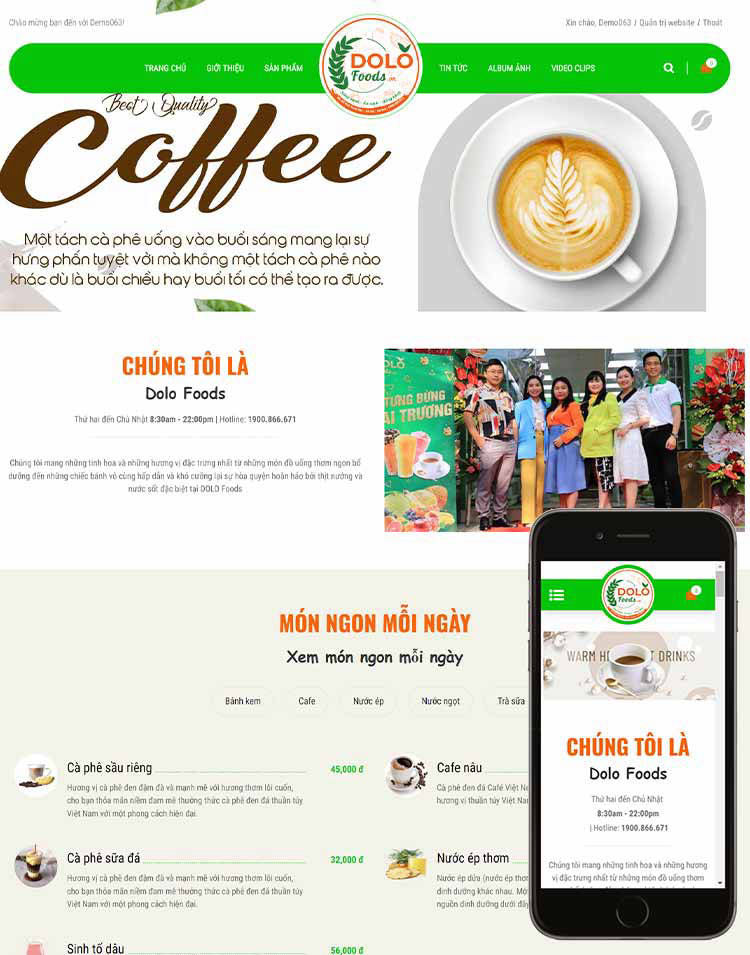 Chào mừng bạn đến với Demo063!
Xin chào, Demo063 / Quản trị website / Thoát
TRANG CHỦ
GIỚI THIỆU
SẢN PHẨM
DOLO
Foods.vn
TIN TỨC
ALBUM ẢNH
VIDEO CLIPS
0
Best Quality
Coffee
Một tách cà phê uống vào buổi sáng mang lại sự
hưng phấn tuyệt vời mà không một tách cà phê nào
khác dù là buổi chiều hay buổi tối có thể tạo ra được.
CHÚNG TÔI LÀ
Dolo Foods
Thứ hai đến Chủ Nhật 8:30am - 22:00pm | Hotline: 1900.866.671
Chúng tôi mang những tinh hoa và những hương vị đặc trưng nhất từ những món đồ uống thơm ngon bổ
dưỡng đến những chiếc bánh vô cùng hấp dẫn và khó cưỡng lại sự hòa quyện hoàn hảo bởi thịt nướng và
nước sốt đặc biệt tại DOLO Foods
TƯNG BỪNG
AI TRƯƠNG
MÓN NGON MỖI NGÀY
Xem món ngon mỗi ngày
Bánh kem
Cafe
Nước ép
Nước ngọt
Trà sữa
Cà phê sầu riêng
45,000 đ
Hương vị cà phê đen đậm đà và mạnh mẽ với hương thơm lôi cuốn,
cho bạn thỏa mãn niềm đam mê thưởng thức cà phê đen đá thuần túy
Việt Nam với một phong cách hiện đại.
Cafe nâu
Cà phê đen đá Café Việt Na
hương vị thuần túy Việt Nam
Cà phê sữa đá
32,000 đ
Hương vị cà phê đen đậm đà và mạnh mẽ với hương thơm lôi cuốn,
cho bạn thỏa mãn niềm đam mê thưởng thức cà phê đen đá thuần túy
Việt Nam với một phong cách hiện đại.
Nước ép thơm
Nước ép dứa (nước ép thơm
dinh dưỡng khác nhau. Một
nguồn dinh dưỡng dưới đây
Sinh tố dâu
56,000 đ
DOLO
Foods.vn
0
WARM HO T DRINKS
CHÚNG TÔI LÀ
Dolo Foods
Thứ hai đến Chủ Nhật
8:30am - 22:00pm
| Hotline: 1900.866.671
Chúng tôi mang những tinh hoa và những hương
vị đặc trưng nhất từ những món đồ uống thơm